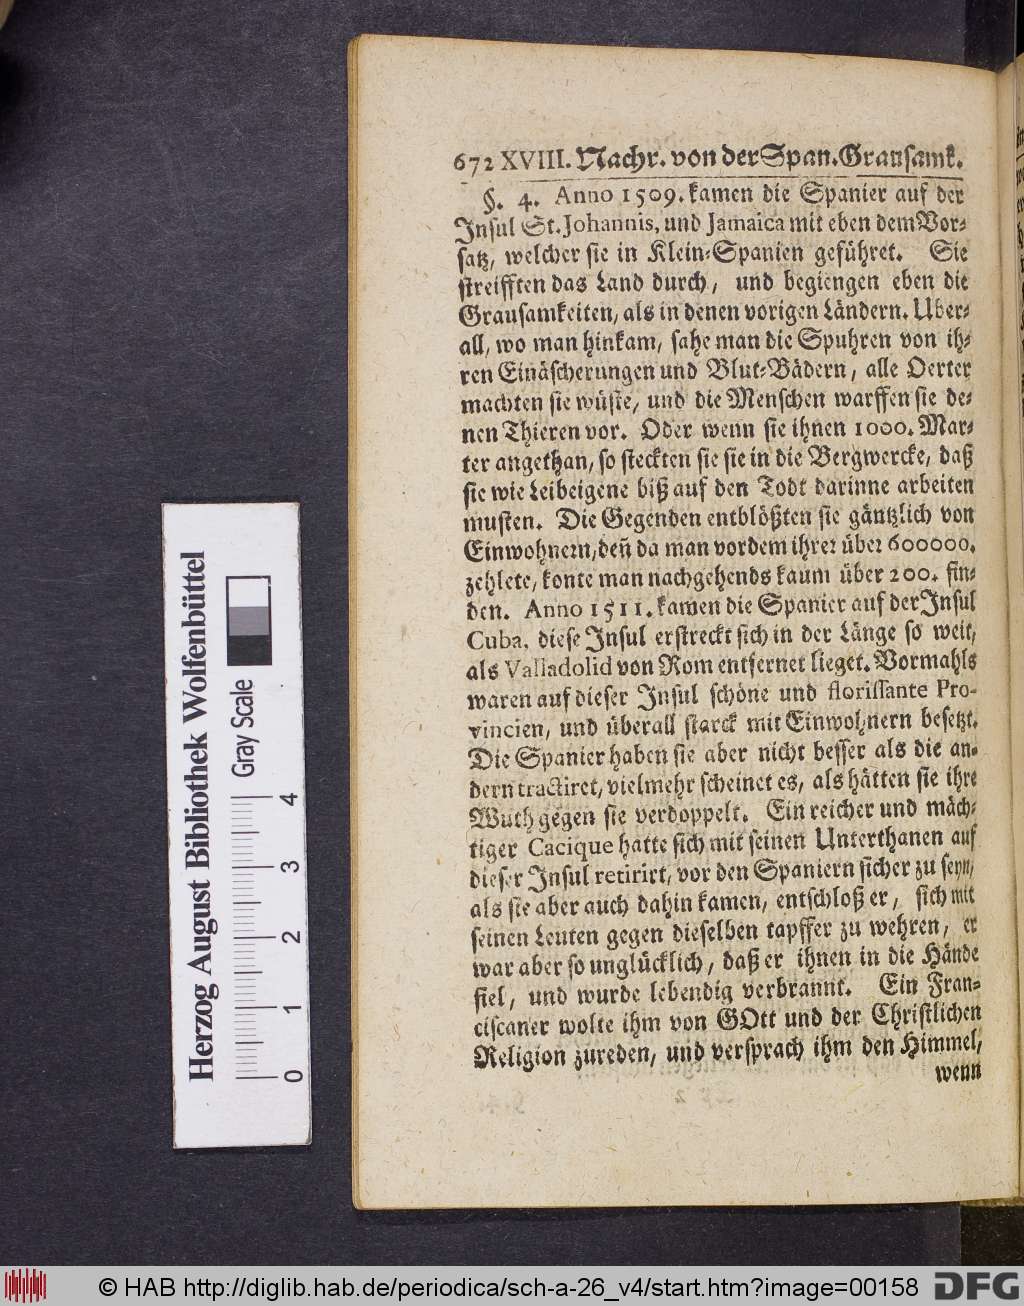 672 XVIII. Nachr. von der Span. Grausamk.
§. 4. Anno 1509. kamen die Spanier auf der
Insul St. Johannis, und Jamaica mit eben dem Vor-
satz, welcher sie in Klein-Spanien geführet. Sie
streifften das Land durch, und begiengen eben die
Grausamkeiten, als in denen vorigen Ländern. Uber-
all, wo man hinkam, sahe man die Spuhren von ih-
ren Einäscherungen und Blut-Bädern, alle Oerter
machten sie wüste, und die Menschen warffen sie de-
nen Thieren vor. Oder wenn sie ihnen 1000. Mar-
ter angethan, so steckten sie sie in die Bergwercke, daß
sie wie Leibeigene biß auf den Todt darinne arbeiten
musten. Die Gegenden entblößten sie gäntzlich von
Einwohnern, deñ da man vordem ihrer über 600000.
zehlete, konte man nachgehends kaum über 200. fin-
den. Anno 1511. kamen die Spanier auf der Insul
Cuba, diese Insul erstreckt sich in der Länge so weit,
als Valladolid von Rom entfernet lieget. Vormahls
waren auf dieser Insul schöne und florissante Pro-
vincien, und überall starck mit Einwohnern besetzt.
Die Spanier haben sie aber nicht besser als die an-
dern tractiret, vielmehr scheinet es, als hätten sie ihre
Wuth gegen sie verdoppelt. Ein reicher und mäch-
tiger Cacique hatte sich mit seinen Unterthanen auf
dieser Insul retirirt, vor den Spaniern sicher zu seyn,
als sie aber auch dahin kamen, entschloß er, sich mit
seinen Leuten gegen dieselben tapffer zu wehren, er
war aber so unglücklich, daß er ihnen in die Hände
fiel, und wurde lebendig verbrannt. Ein Fran-
ciscaner wolte ihm von GOtt und der Christlichen
Religion zureden, und versprach ihm den Himmel,
wenn
Herzog August Bibliothek Wolfenbüttel
Gray Scale
0 1 2 3 4
© HAB http://diglib.hab.de/periodica/sch-a-26_v4/start.htm?image=00158
DFG